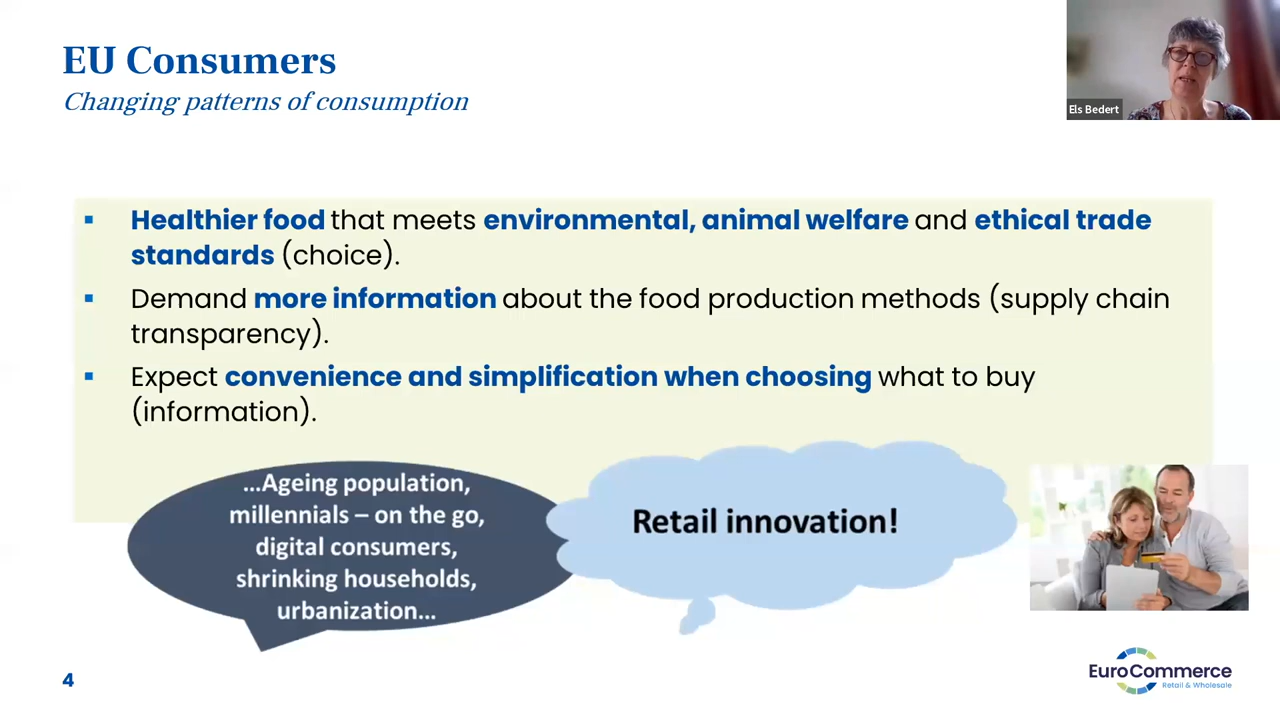 EU Consumers
Changing patterns of consumption
Els Bedert
▪ Healthier food that meets environmental, animal welfare and ethical trade
standards (choice).
▪ Demand more information about the food production methods (supply chain
transparency).
▪ Expect convenience and simplification when choosing what to buy
(information).
...Ageing population,
millennials – on the go,
digital consumers,
shrinking households,
urbanization...
Retail innovation!
4
EuroCommerce
Retail & Wholesale